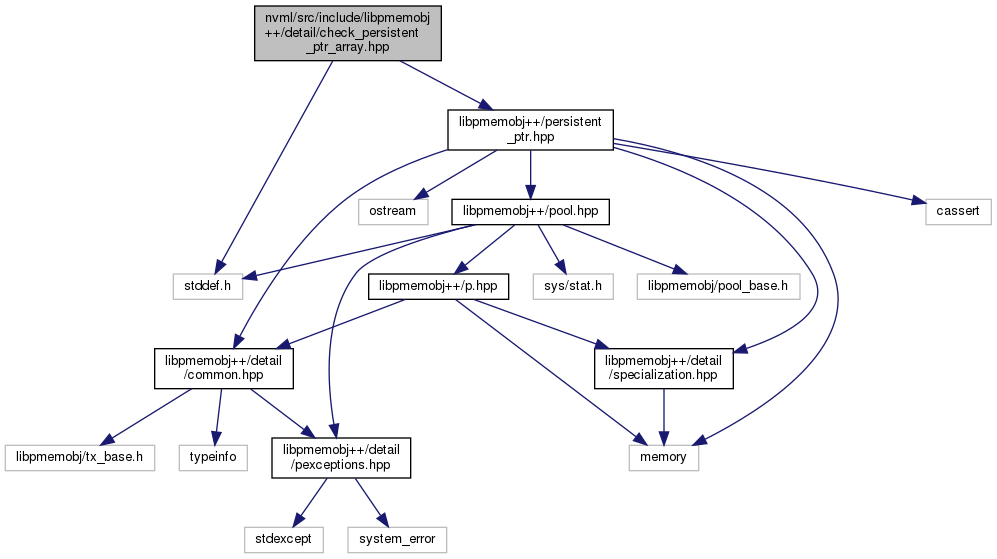 nvml/src/include/libpmemobj
++/detail/check_persistent
_ptr_array.hpp
libpmemobj++/persistent
_ptr.hpp
ostream
libpmemobj++/pool.hpp
cassert
stddef.h
libpmemobj++/p.hpp
sys/stat.h
libpmemobj/pool_base.h
libpmemobj++/detail
/common.hpp
libpmemobj++/detail
/specialization.hpp
libpmemobj/tx_base.h
typeinfo
libpmemobj++/detail
/pexceptions.hpp
memory
stdexcept
system_error